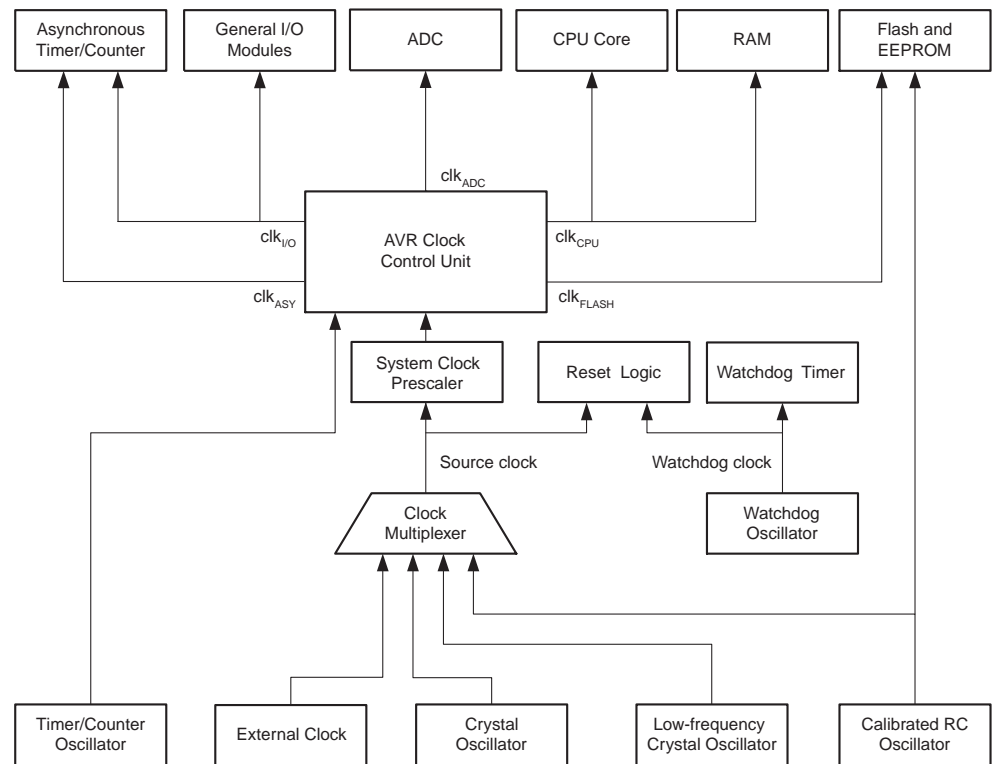 Asynchronous
Timer/Counter
General I/O
Modules
ADC
CPU Core
RAM
Flash and
EEPROM
clkADC
AVR Clock
Control Unit
clkI/O
clkCPU
clkASY
clkFLASH
System Clock
Prescaler
Reset Logic
Watchdog Timer
Source clock
Watchdog clock
Clock
Multiplexer
Watchdog
Oscillator
Timer/Counter
Oscillator
External Clock
Crystal
Oscillator
Low-frequency
Crystal Oscillator
Calibrated RC
Oscillator